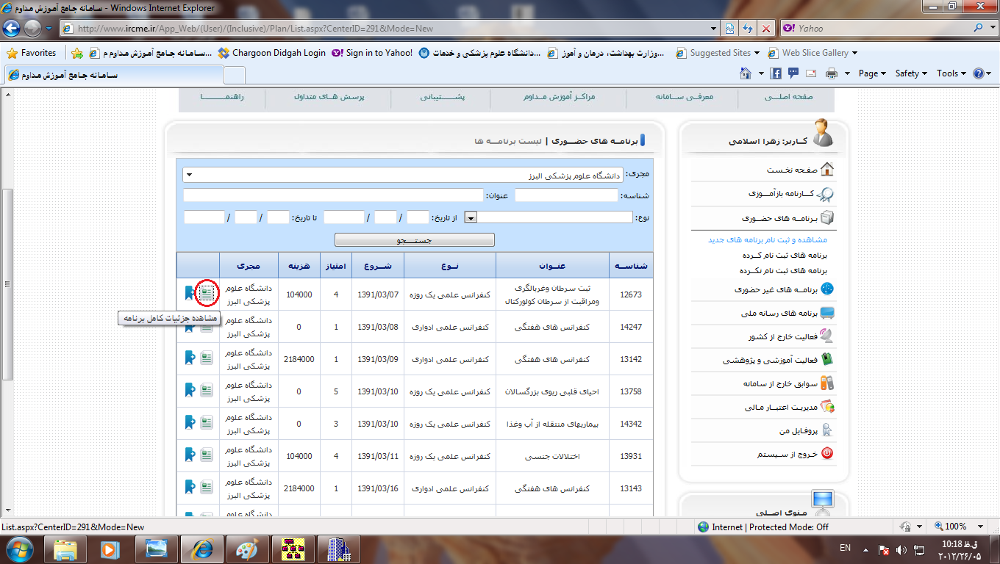 سامانه جامع آموزش مداوم - Windows Internet Explorer
http://www.ircme.ir/App_Web/(User)/(Inclusive)/Plan/List.aspx?CenterID=291&Mode=New
Yahoo
Favorites
سامانه جامع آموزش مداوم م...
Chargoon Didgah Login
Sign in to Yahoo!
دانشگاه علوم پزشکی و خدمات...
وزارت بهداشت، درمان و آموز...
Suggested Sites
Web Slice Gallery
سامانه جامع آموزش مداوم
Page
Safety
Tools
صفحه اصلی
معرفی سامانه
مراکز آموزش مداوم
پشتیبانی
پرسش های متداول
راهنما
کاربر: زهرا اسلامی
صفحه نخست
کارنامه بازآموزی
برنامه های حضوری
مشاهده و ثبت نام برنامه های جدید
برنامه های ثبت نام کرده
برنامه های ثبت نام نکرده
برنامه های غیر حضوری
برنامه های رسانه ملی
فعالیت خارج از کشور
فعالیت آموزشی و پژوهشی
سوابق خارج از سامانه
مدیریت اعتبار مالی
پروفایل من
خروج از سیستم
منوی اصلی
برنامه های حضوری | لیست برنامه ها
مجری: دانشگاه علوم پزشکی البرز
شناسه: عنوان:
نوع: از تاریخ: / / تا تاریخ: / /
جستجو
شناسه عنوان نوع شروع امتیاز هزینه مجری
12673 ثبت سرطان وغربالگری کنفرانس علمی یک روزه 1391/03/07 4 104000 دانشگاه علوم
ومراقبت از سرطان کولورکتال پزشکی البرز
مشاهده جزئیات کامل برنامه
14247 کنفرانس های هفتگی کنفرانس علمی ادواری 1391/03/08 1 0 دانشگاه علوم
پزشکی البرز
13142 کنفرانس های هفتگی کنفرانس علمی ادواری 1391/03/09 1 2184000 دانشگاه علوم
پزشکی البرز
13758 احیای قلبی ریوی بزرگسالان کنفرانس علمی یک روزه 1391/03/10 5 0 دانشگاه علوم
پزشکی البرز
14342 بیماریهای منتقله از آب وغذا کنفرانس علمی یک روزه 1391/03/10 3 0 دانشگاه علوم
پزشکی البرز
13931 اختلالات جنسی کنفرانس علمی یک روزه 1391/03/11 4 104000 دانشگاه علوم
پزشکی البرز
13143 کنفرانس های هفتگی کنفرانس علمی ادواری 1391/03/16 1 2184000 دانشگاه علوم
پزشکی البرز
دانشگاه علوم
List.aspx?CenterID=291&Mode=New
Internet | Protected Mode: Off
100%
EN
10:18 ق.ظ
۲۰۱۲/۲۶/۰۵